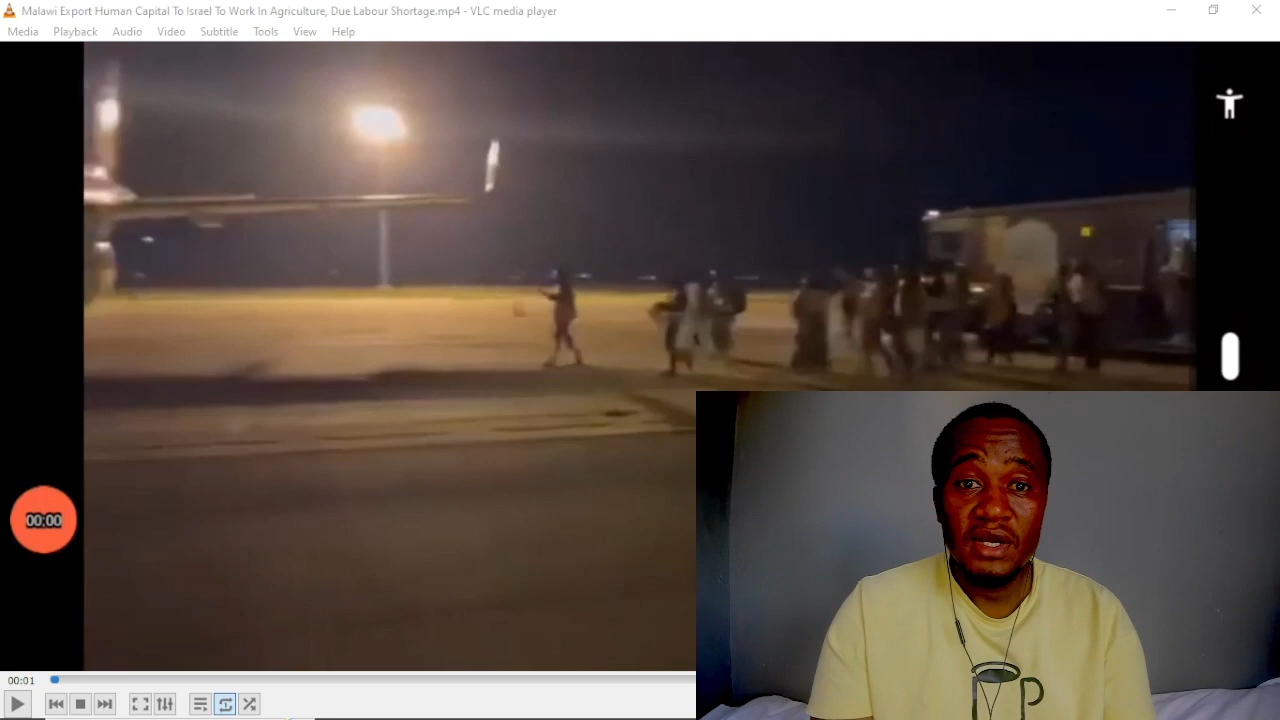 Malawi Export Human Capital To Israel To Work In Agriculture, Due Labour Shortage.mp4 - VLC media player
Media Playback Audio Video Subtitle Tools View Help
00:00
00:01